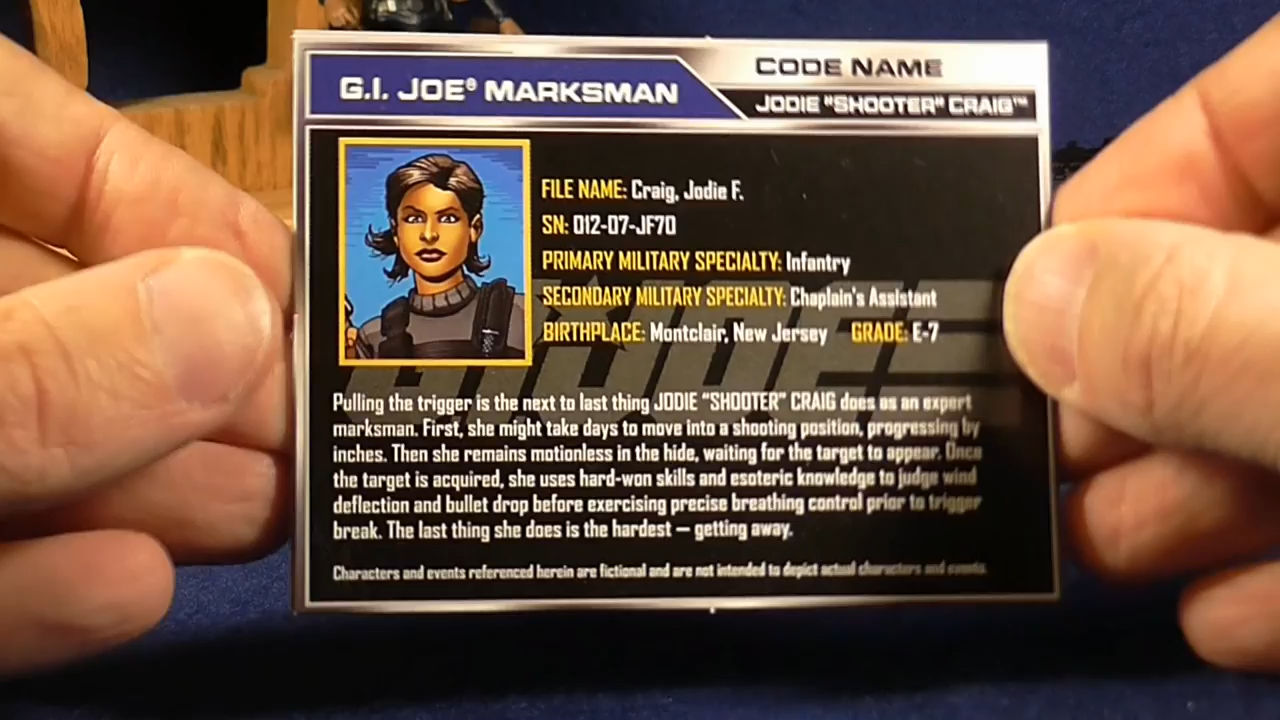 G.I. JOE® MARKSMAN
CODE NAME
JODIE "SHOOTER" CRAIG™
FILE NAME: Craig, Jodie F.
SN: 012-07-JF70
PRIMARY MILITARY SPECIALTY: Infantry
SECONDARY MILITARY SPECIALTY: Chaplain's Assistant
BIRTHPLACE: Montclair, New Jersey GRADE: E-7
G.I. JOE
Pulling the trigger is the next to last thing JODIE "SHOOTER" CRAIG does as an expert
marksman. First, she might take days to move into a shooting position, progressing by
inches. Then she remains motionless in the hide, waiting for the target to appear. Once
the target is acquired, she uses hard-won skills and esoteric knowledge to judge wind
deflection and bullet drop before exercising precise breathing control prior to trigger
break. The last thing she does is the hardest — getting away.
Characters and events referenced herein are fictional and are not intended to depict actual characters and events.